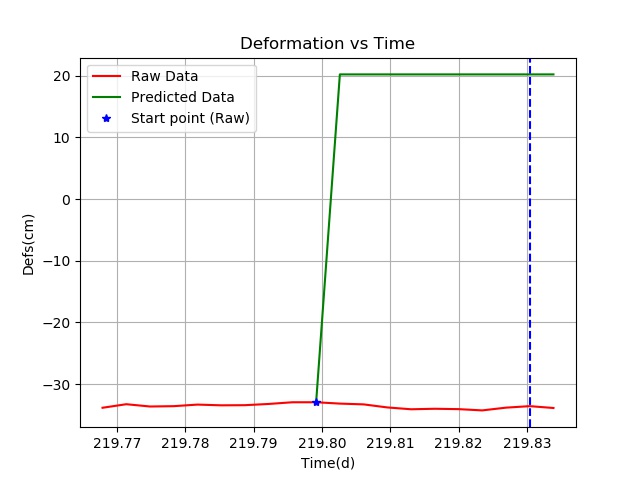 Deformation vs Time
Raw Data
Predicted Data
Start point (Raw)
Defs(cm)
20
10
0
−10
−20
−30
219.77 219.78 219.79 219.80 219.81 219.82 219.83
Time(d)